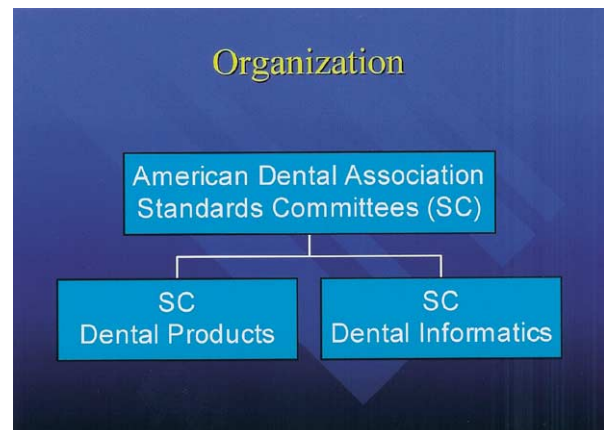 Organization
American Dental Association
Standards Committees (SC)
SC
Dental Products
SC
Dental Informatics